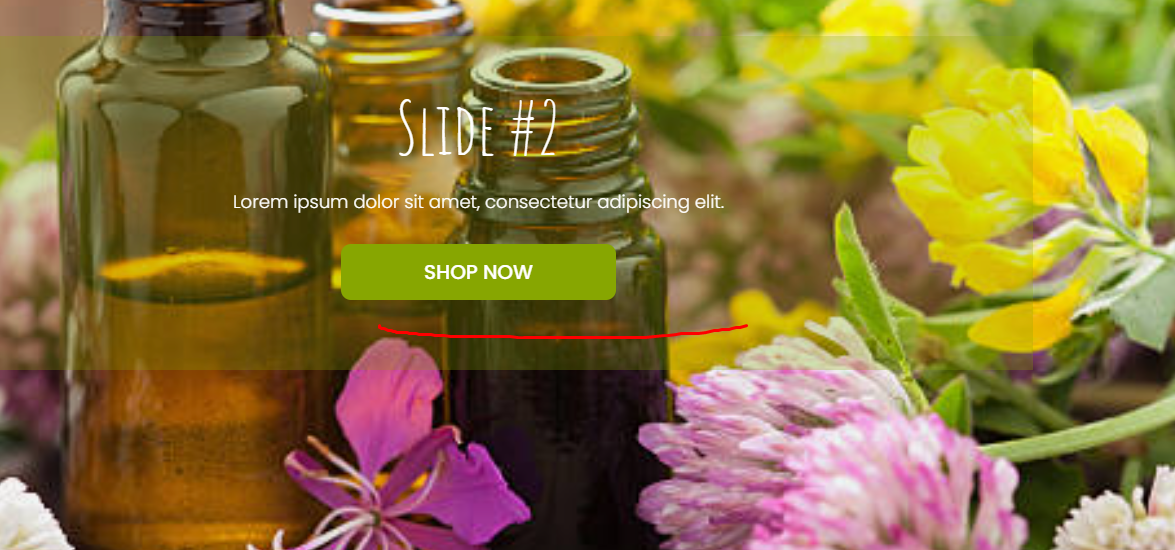 Slide #2
Lorem ipsum dolor sit amet, consectetur adipiscing elit.
SHOP NOW